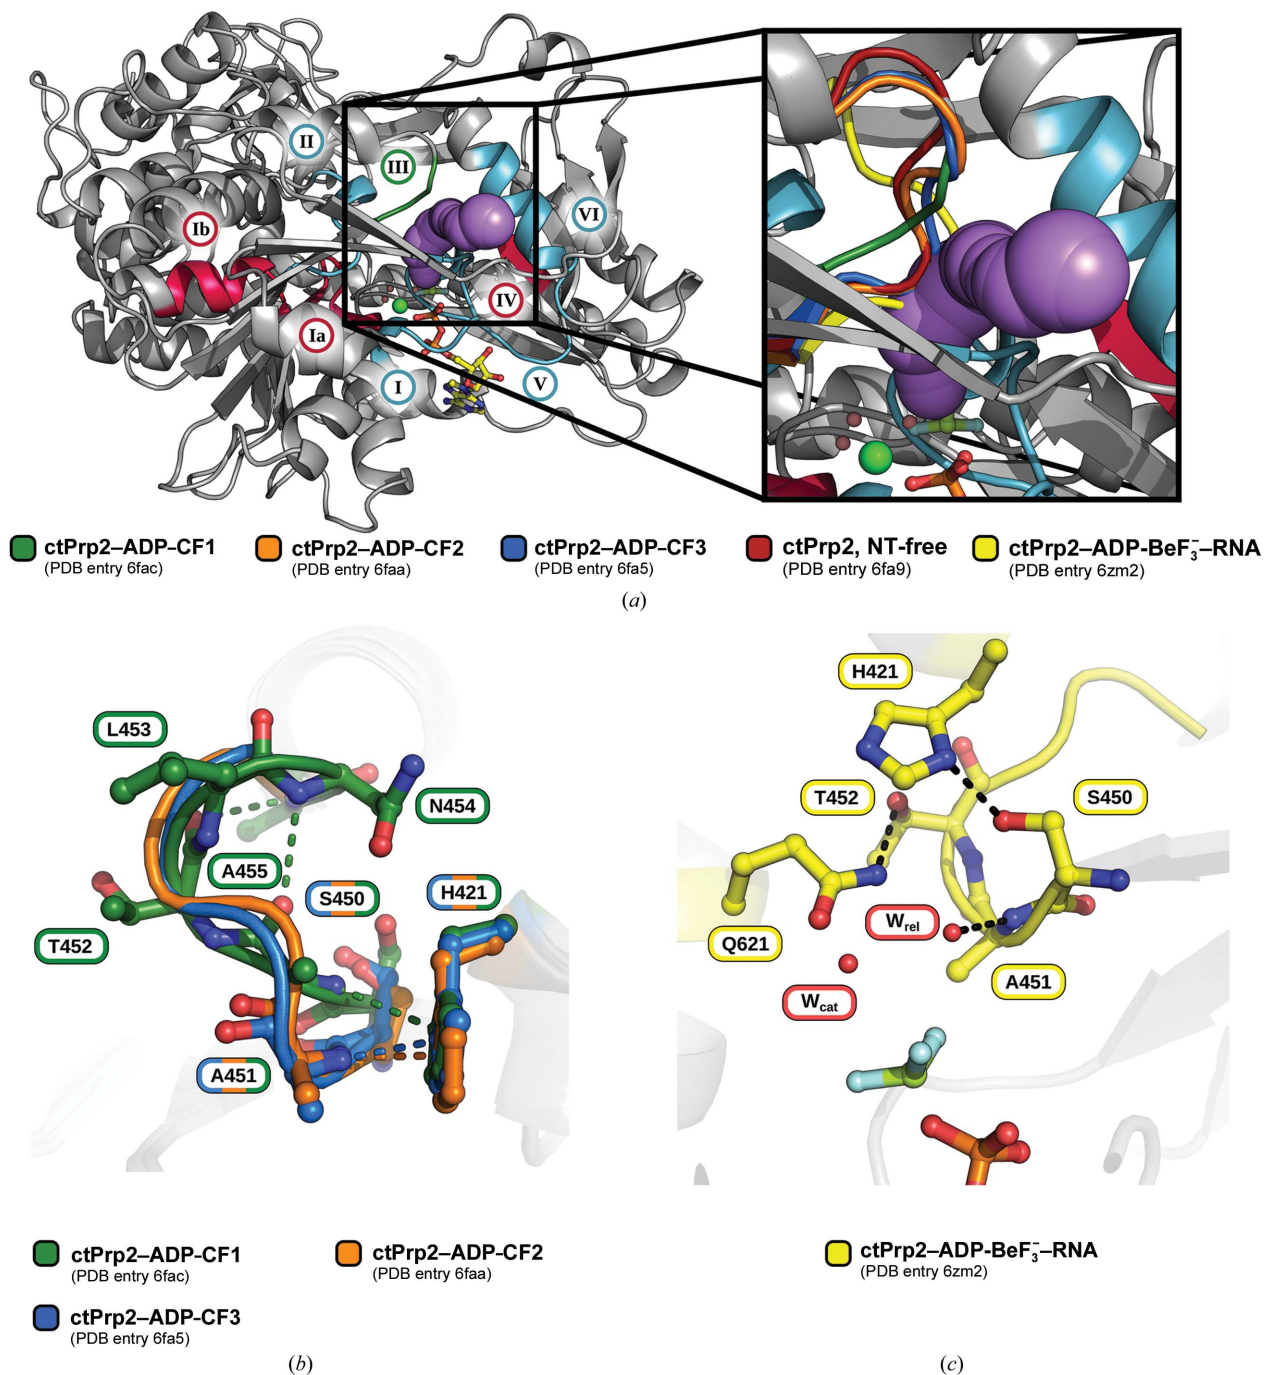 II
III
Ib
VI
IV
Ia
I
V
ctPrp2–ADP-CF1
(PDB entry 6fac)
ctPrp2–ADP-CF2
(PDB entry 6faa)
ctPrp2–ADP-CF3
(PDB entry 6fa5)
ctPrp2, NT-free
(PDB entry 6fa9)
ctPrp2–ADP-BeF₃⁻–RNA
(PDB entry 6zm2)
(a)
L453
N454
A455
S450
H421
T452
A451
ctPrp2–ADP-CF1
(PDB entry 6fac)
ctPrp2–ADP-CF2
(PDB entry 6faa)
ctPrp2–ADP-CF3
(PDB entry 6fa5)
(b)
H421
T452
S450
Wrel
Q621
A451
Wcat
ctPrp2–ADP-BeF₃⁻–RNA
(PDB entry 6zm2)
(c)